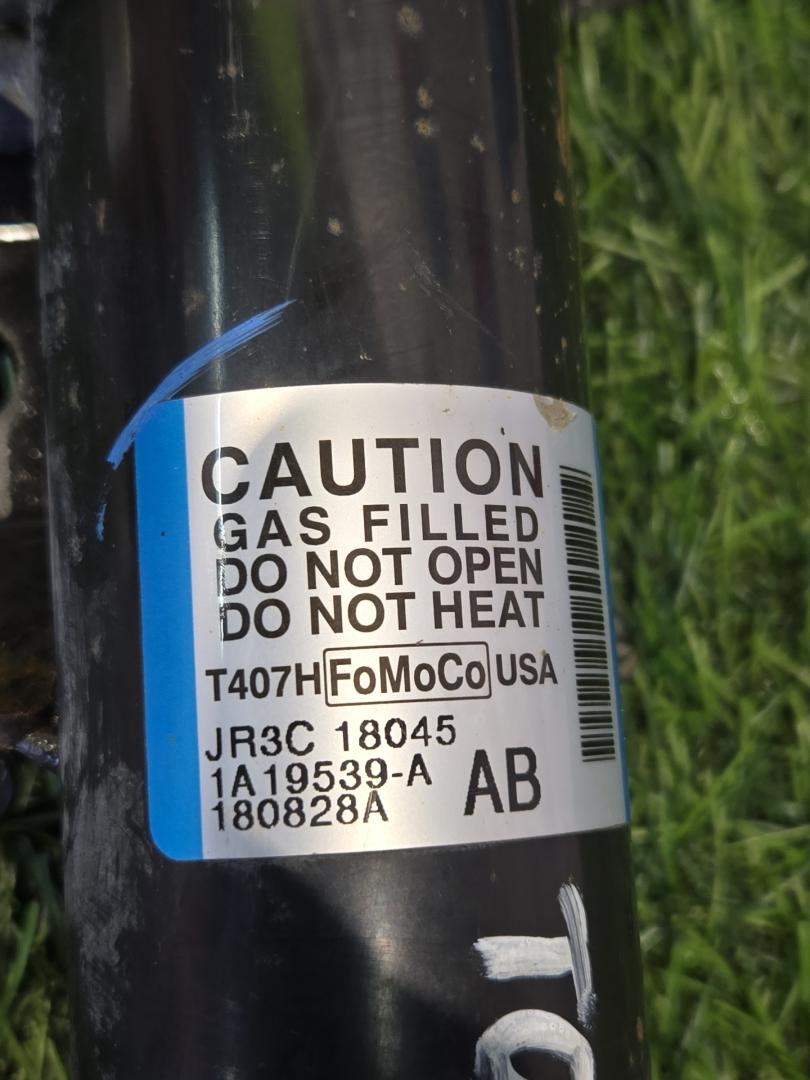 CAUTION
GAS FILLED
DO NOT OPEN
DO NOT HEAT
T407H FoMoCo USA
JR3C 18045
1A19539-A AB
180828A